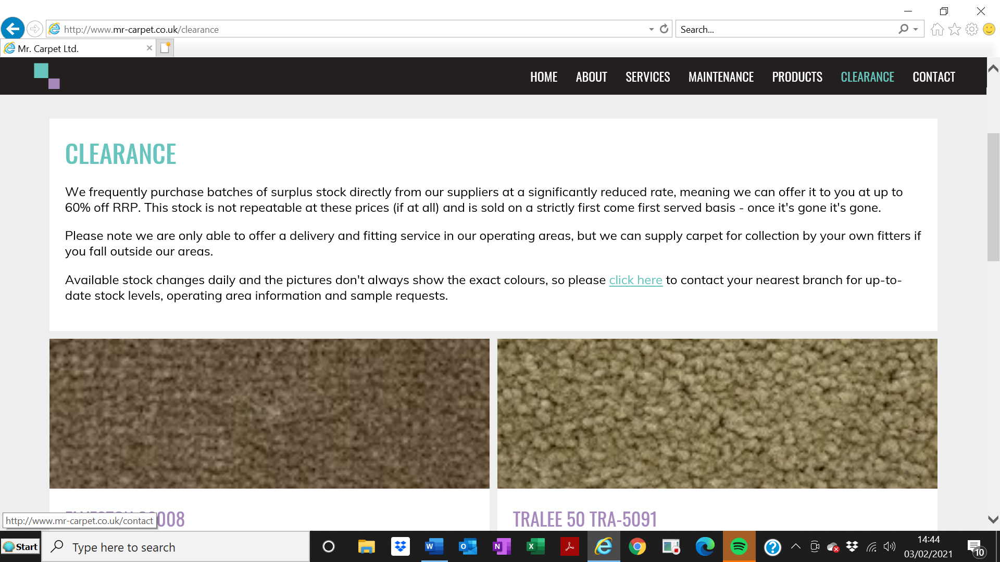 http://www.mr-carpet.co.uk/clearance
Search...
Mr. Carpet Ltd.
HOME ABOUT SERVICES MAINTENANCE PRODUCTS CLEARANCE CONTACT
CLEARANCE
We frequently purchase batches of surplus stock directly from our suppliers at a significantly reduced rate, meaning we can offer it to you at up to
60% off RRP. This stock is not repeatable at these prices (if at all) and is sold on a strictly first come first served basis - once it's gone it's gone.
Please note we are only able to offer a delivery and fitting service in our operating areas, but we can supply carpet for collection by your own fitters if
you fall outside our areas.
Available stock changes daily and the pictures don't always show the exact colours, so please click here to contact your nearest branch for up-to-
date stock levels, operating area information and sample requests.
008
TRALEE 50 TRA-5091
http://www.mr-carpet.co.uk/contact
Start
Type here to search
14:44
03/02/2021
10